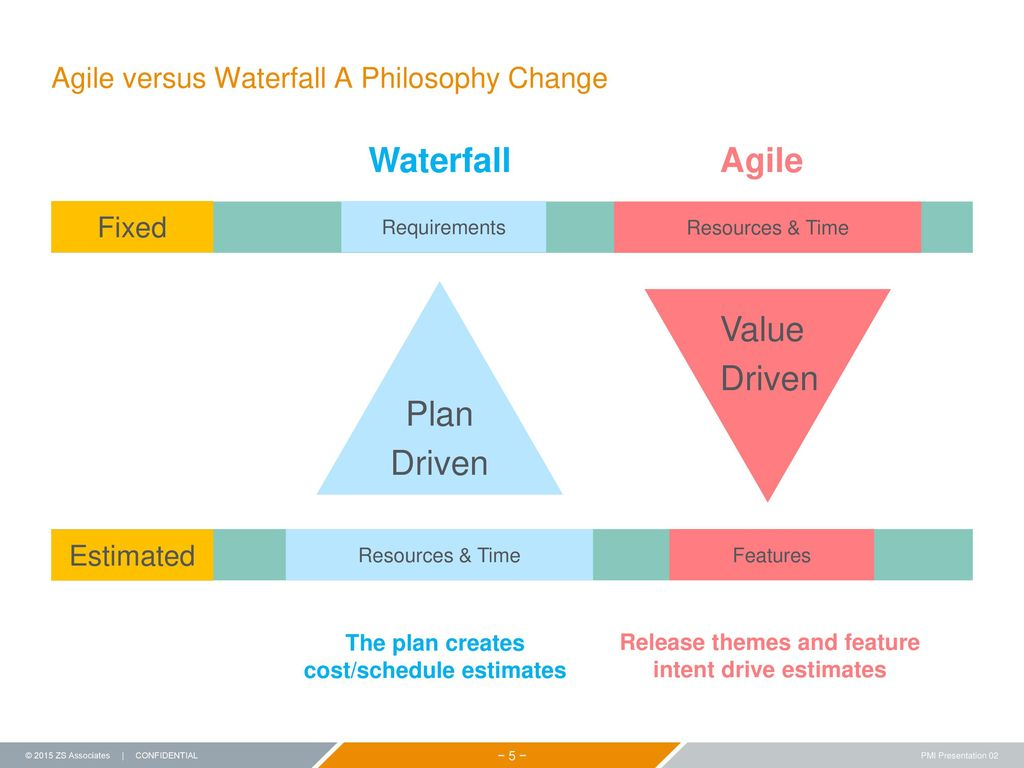 Agile versus Waterfall A Philosophy Change
Waterfall Agile
Fixed Requirements Resources & Time
Value
Driven
Plan
Driven
Estimated Resources & Time Features
The plan creates
cost/schedule estimates
Release themes and feature
intent drive estimates
© 2015 ZS Associates | CONFIDENTIAL – 5 – PMI Presentation 02